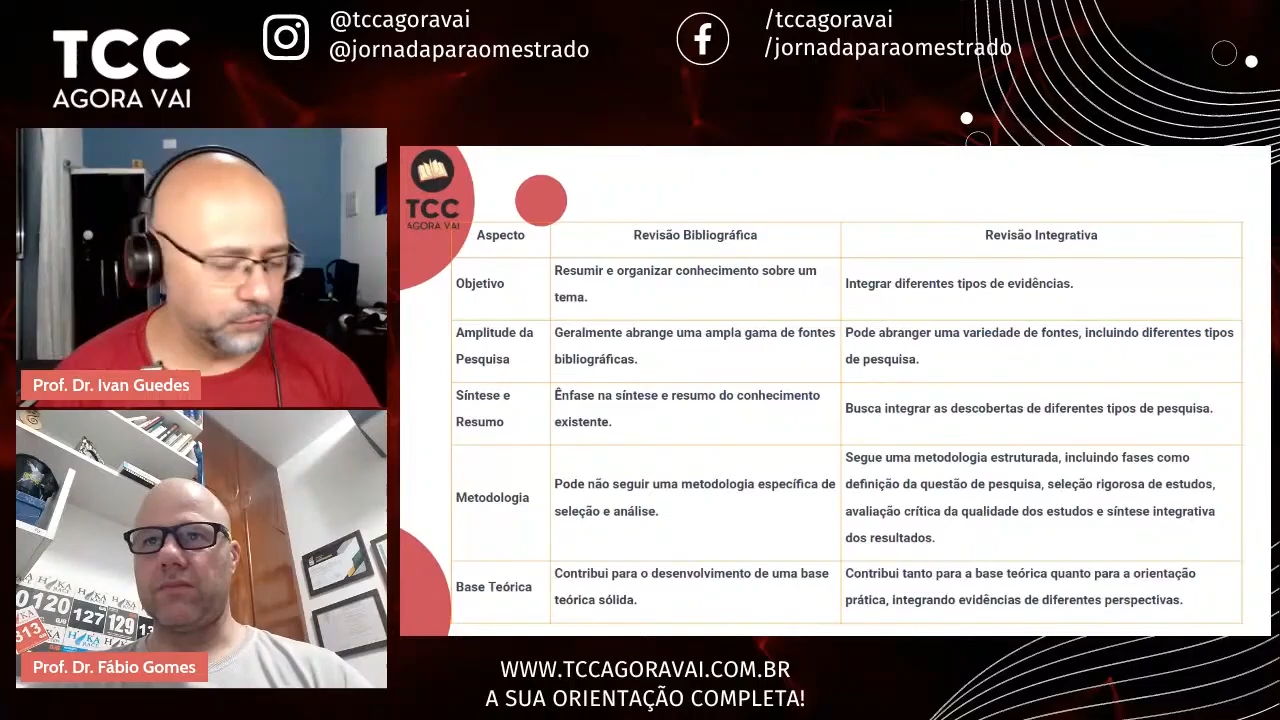 TCC
AGORA VAI
@tccagoravai
@jornadaparaomestrado
/tccagoravai
/jornadaparaomestrado
Prof. Dr. Ivan Guedes
120
127
129
313
Prof. Dr. Fábio Gomes
TCC
AGORA VAI
Aspecto
Revisão Bibliográfica
Revisão Integrativa
Objetivo
Resumir e organizar conhecimento sobre um
tema.
Integrar diferentes tipos de evidências.
Amplitude da
Pesquisa
Geralmente abrange uma ampla gama de fontes
bibliográficas.
Pode abranger uma variedade de fontes, incluindo diferentes tipos
de pesquisa.
Síntese e
Resumo
Ênfase na síntese e resumo do conhecimento
existente.
Busca integrar as descobertas de diferentes tipos de pesquisa.
Metodologia
Pode não seguir uma metodologia específica de
seleção e análise.
Segue uma metodologia estruturada, incluindo fases como
definição da questão de pesquisa, seleção rigorosa de estudos,
avaliação crítica da qualidade dos estudos e síntese integrativa
dos resultados.
Base Teórica
Contribui para o desenvolvimento de uma base
teórica sólida.
Contribui tanto para a base teórica quanto para a orientação
prática, integrando evidências de diferentes perspectivas.
WWW.TCCAGORAVAI.COM.BR
A SUA ORIENTAÇÃO COMPLETA!